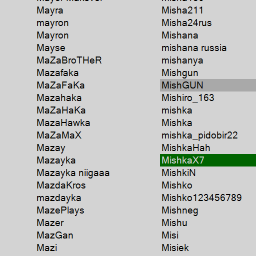 Mayra
mayron
Mayron
Mayse
MaZaBroTHeR
Mazafaka
MaZaFaKa
Mazahaka
MaZaHaKa
MazaHawka
MaZaMaX
Mazay
Mazayka
Mazayka niigaaa
MazdaKros
mazdayka
MazePlays
Mazer
MazGan
Mazi
Misha211
Misha24rus
Mishana
mishana russia
mishanya
Mishgun
MishGUN
Mishiro_163
mishka
Mishka
mishka_pidobir22
MishkaHah
MishkaX7
MishkiN
Mishko
Mishko123456789
Mishneg
Mishu
Misi
Misiek